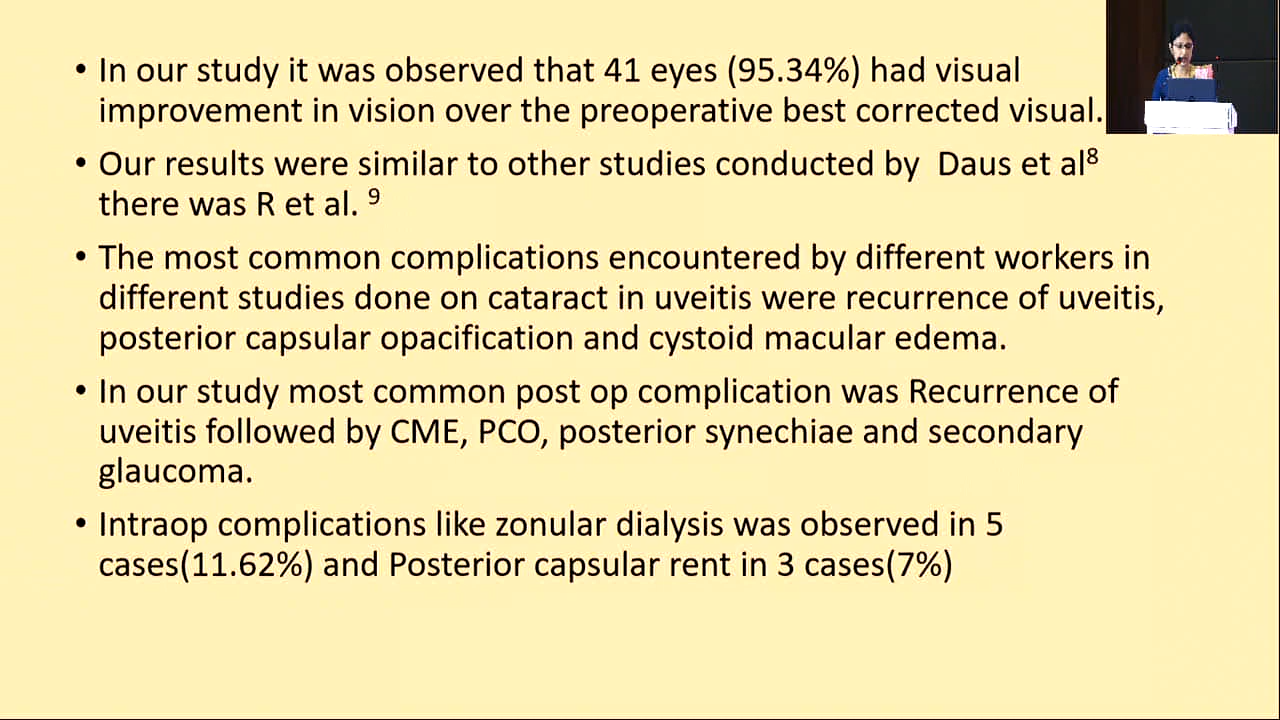 • In our study it was observed that 41 eyes (95.34%) had visual
improvement in vision over the preoperative best corrected visual.
• Our results were similar to other studies conducted by Daus et al⁸
there was R et al. ⁹
• The most common complications encountered by different workers in
different studies done on cataract in uveitis were recurrence of uveitis,
posterior capsular opacification and cystoid macular edema.
• In our study most common post op complication was Recurrence of
uveitis followed by CME, PCO, posterior synechiae and secondary
glaucoma.
• Intraop complications like zonular dialysis was observed in 5
cases(11.62%) and Posterior capsular rent in 3 cases(7%)